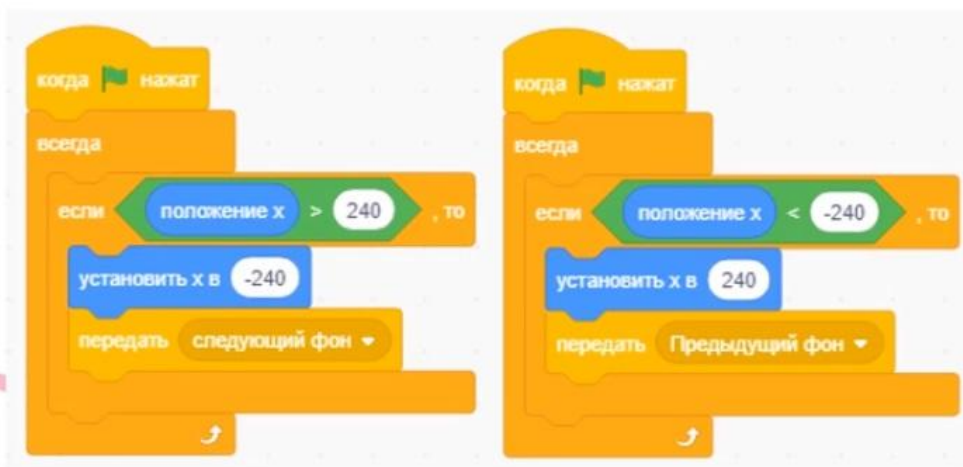 когда нажат
всегда
если положение x > 240 , то
установить x в -240
передать следующий фон
когда нажат
всегда
если положение x < -240 , то
установить x в 240
передать Предыдущий фон